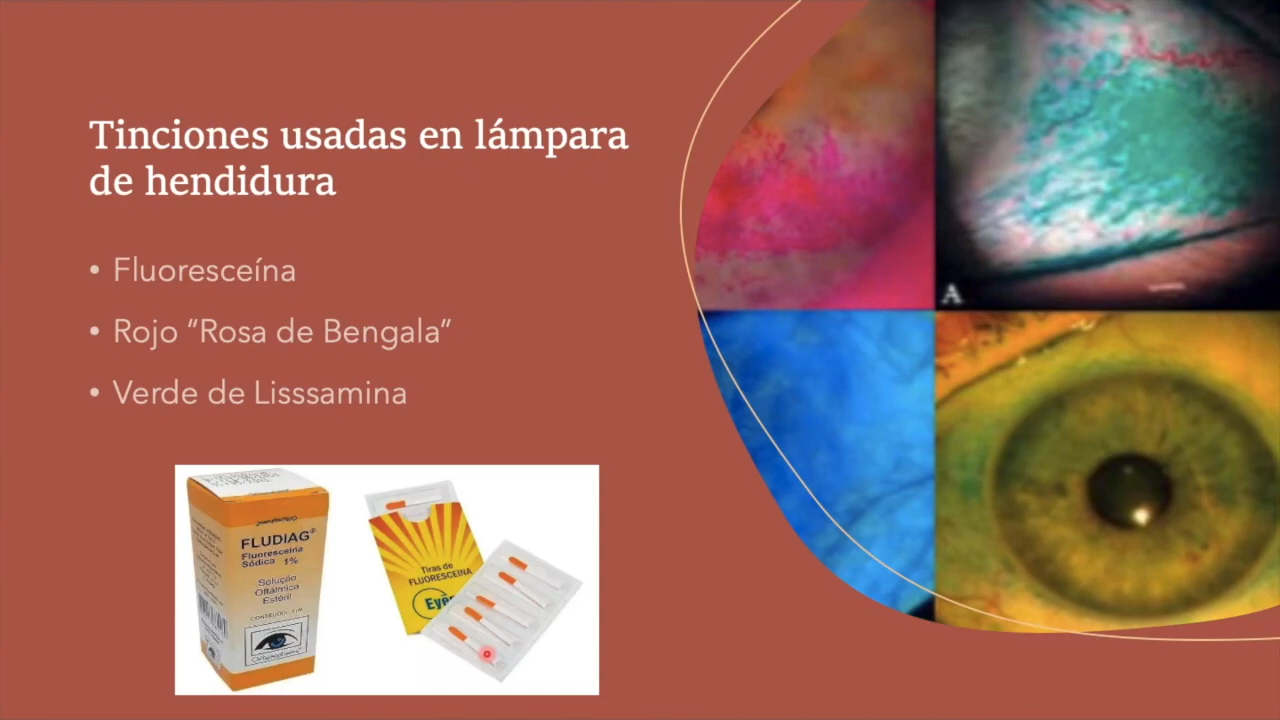 Tinciones usadas en lámpara
de hendidura
• Fluoresceína
• Rojo “Rosa de Bengala”
• Verde de Lisssamina
FLUDIAG®
Fluoresceína
Sódica 1%
Solução
Oftálmica
Estéril
Tiras de
FLUORESCEINA
A